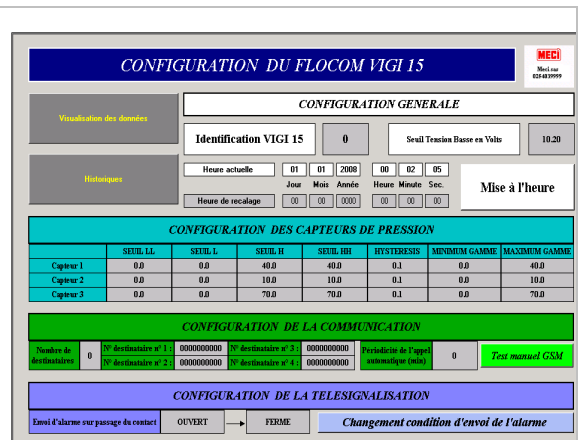 CONFIGURATION DU FLOCOM VIGI 15
MECI
Meci sas
0254839999
Visualisation des données
Historiques
CONFIGURATION GENERALE
Identification VIGI 15 0 Seuil Tension Basse en Volts 10.20
Heure actuelle 01 01 2008 00 02 05
Jour Mois Année Heure Minute Sec.
Heure de recalage 00 00 0000 00 00 00
Mise à l'heure
CONFIGURATION DES CAPTEURS DE PRESSION
SEUIL LL SEUIL L SEUIL H SEUIL HH HYSTERESIS MINIMUM GAMME MAXIMUM GAMME
Capteur 1 0.0 0.0 40.0 40.0 0.1 0.0 40.0
Capteur 2 0.0 0.0 10.0 10.0 0.1 0.0 10.0
Capteur 3 0.0 0.0 70.0 70.0 0.1 0.0 70.0
CONFIGURATION DE LA COMMUNICATION
Nombre de destinataires 0
N° destinataire n° 1 : 0000000000 N° destinataire n° 3 : 0000000000
N° destinataire n° 2 : 0000000000 N° destinataire n° 4 : 0000000000
Périodicité de l'appel
automatique (min) 0
Test manuel GSM
CONFIGURATION DE LA TELESIGNALISATION
Envoi d'alarme sur passage du contact OUVERT FERME Changement condition d'envoi de l'alarme